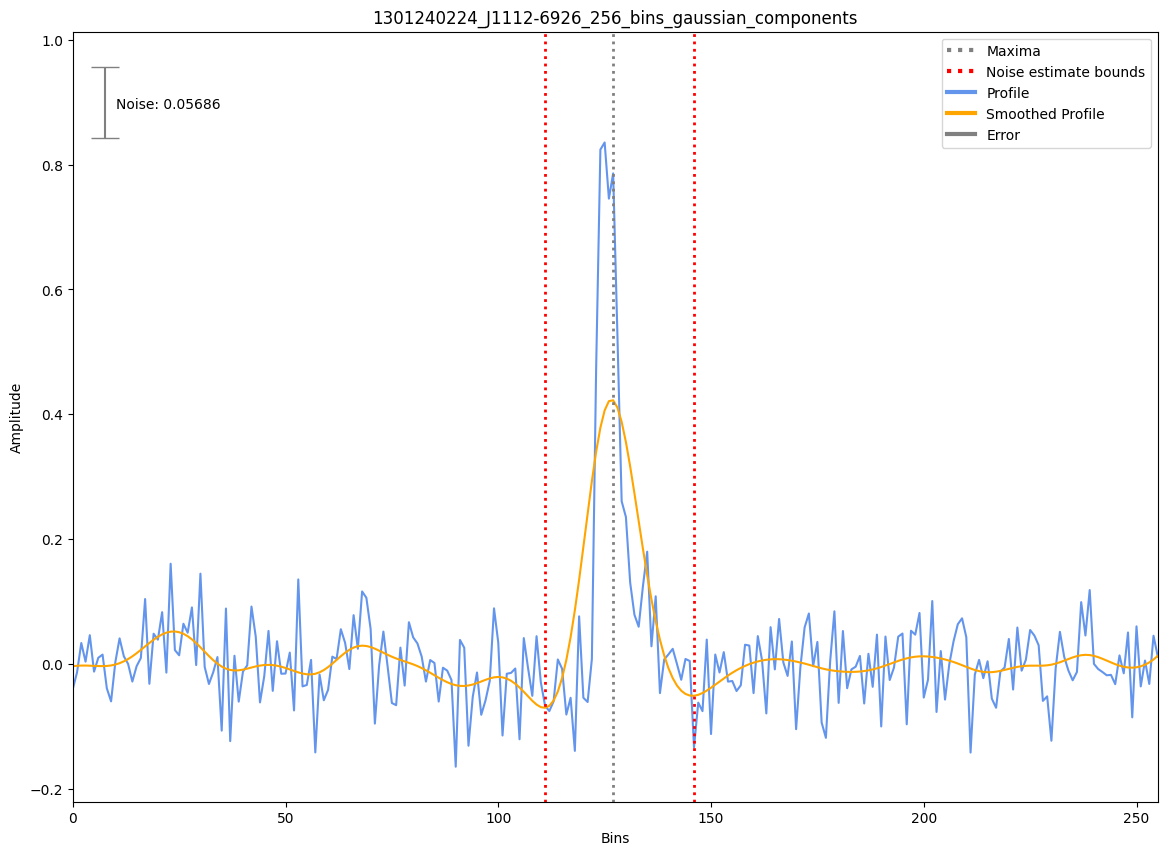 1301240224_J1112-6926_256_bins_gaussian_components
1.0
0.8
0.6
0.4
0.2
0.0
−0.2
Amplitude
Noise: 0.05686
Maxima
Noise estimate bounds
Profile
Smoothed Profile
Error
0
50
100
150
200
250
Bins